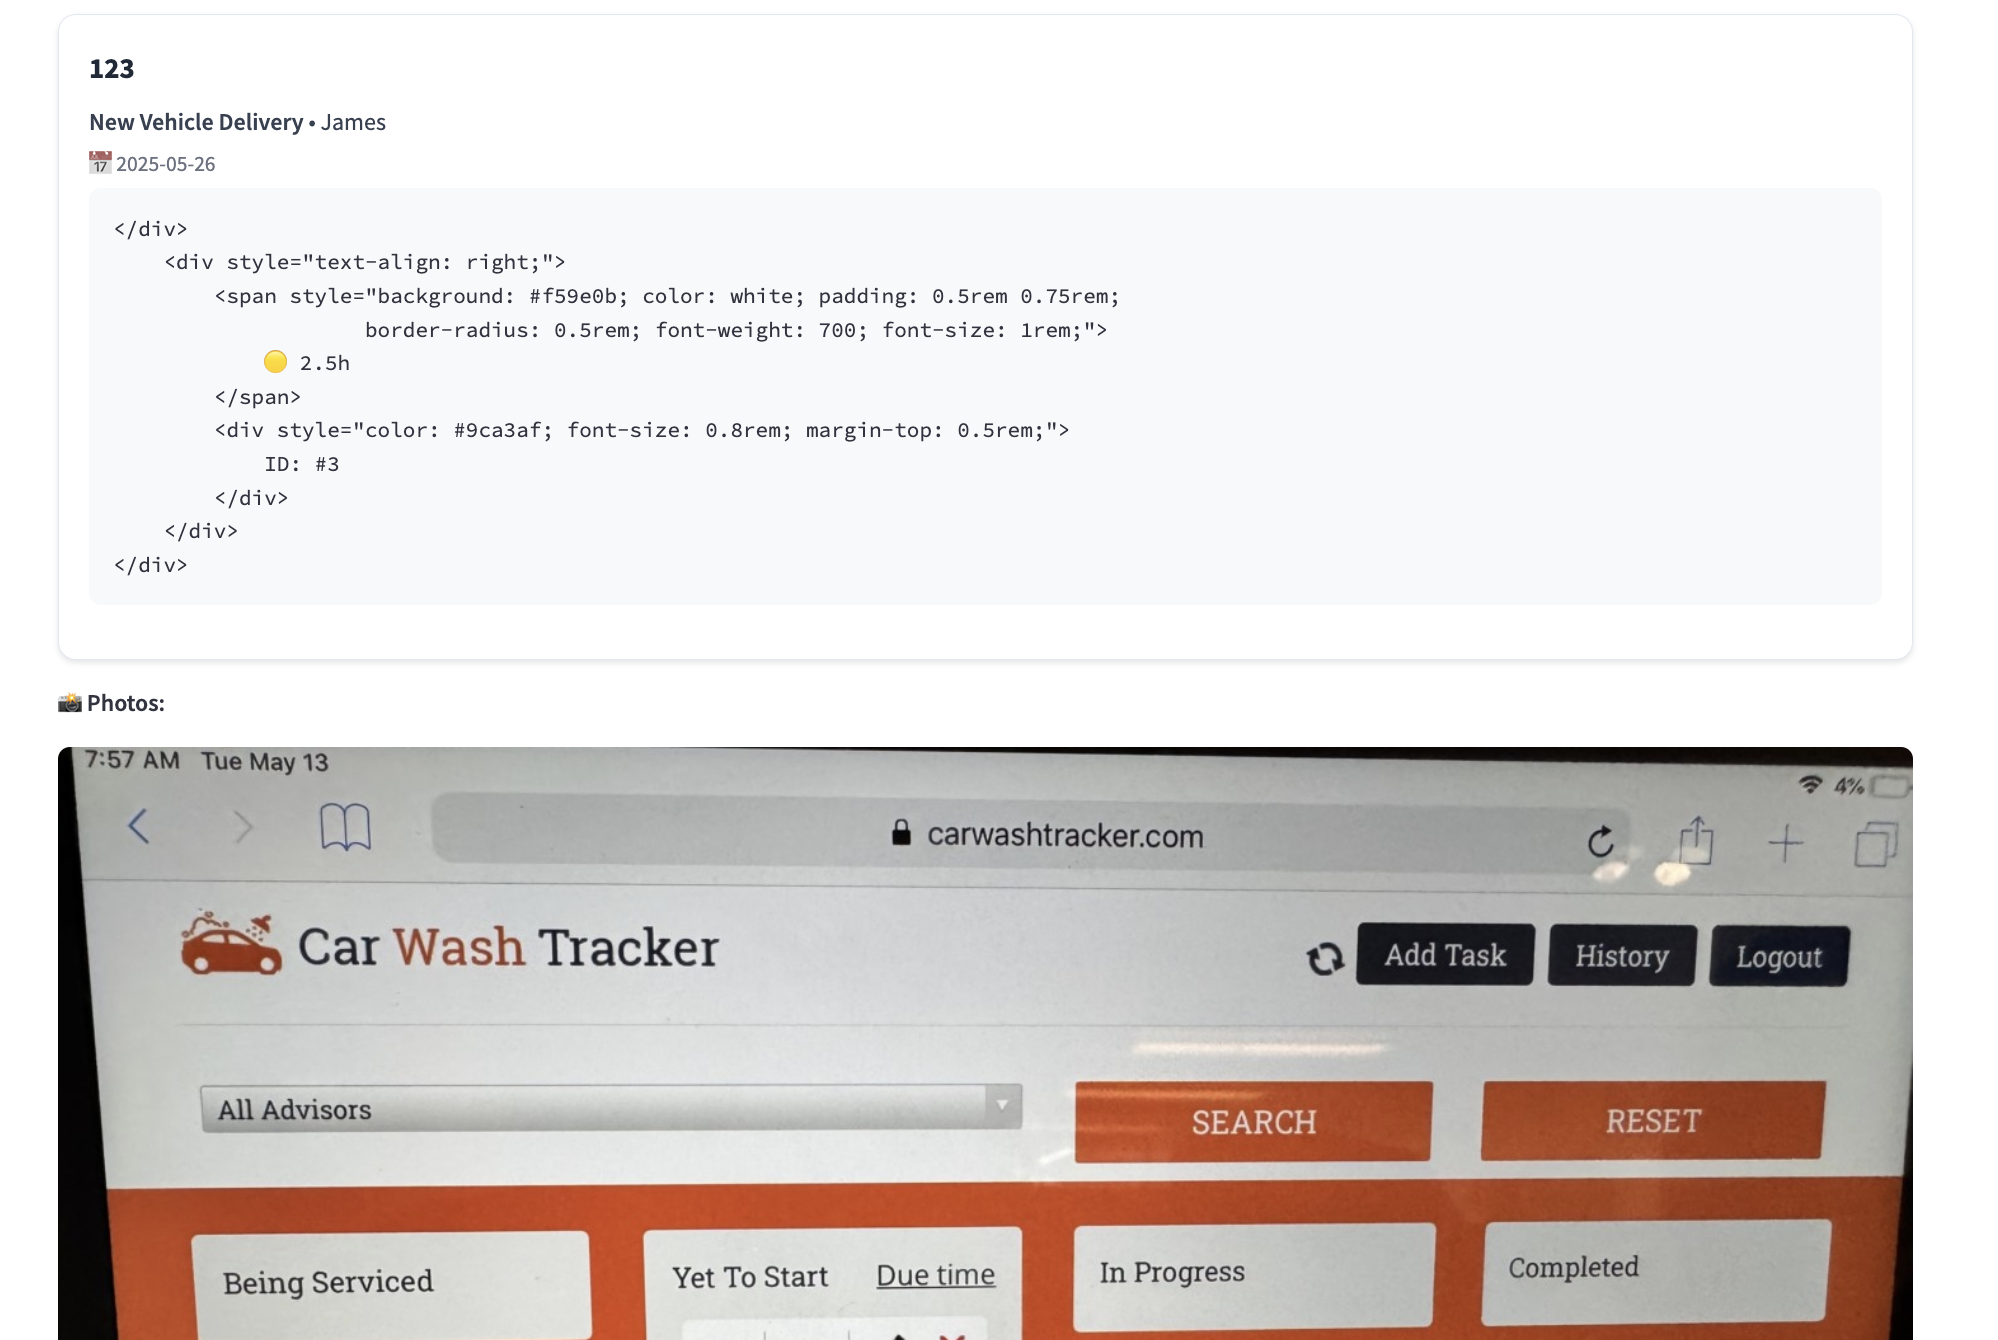 123
New Vehicle Delivery • James
📅 2025-05-26
</div>
<div style="text-align: right;">
<span style="background: #f59e0b; color: white; padding: 0.5rem 0.75rem;
border-radius: 0.5rem; font-weight: 700; font-size: 1rem;">
🟡 2.5h
</span>
<div style="color: #9ca3af; font-size: 0.8rem; margin-top: 0.5rem;">
ID: #3
</div>
</div>
</div>
📸 Photos:
7:57 AM Tue May 13
4%
carwashtracker.com
Car Wash Tracker
Add Task History Logout
All Advisors
SEARCH RESET
Being Serviced
Yet To Start Due time
In Progress
Completed